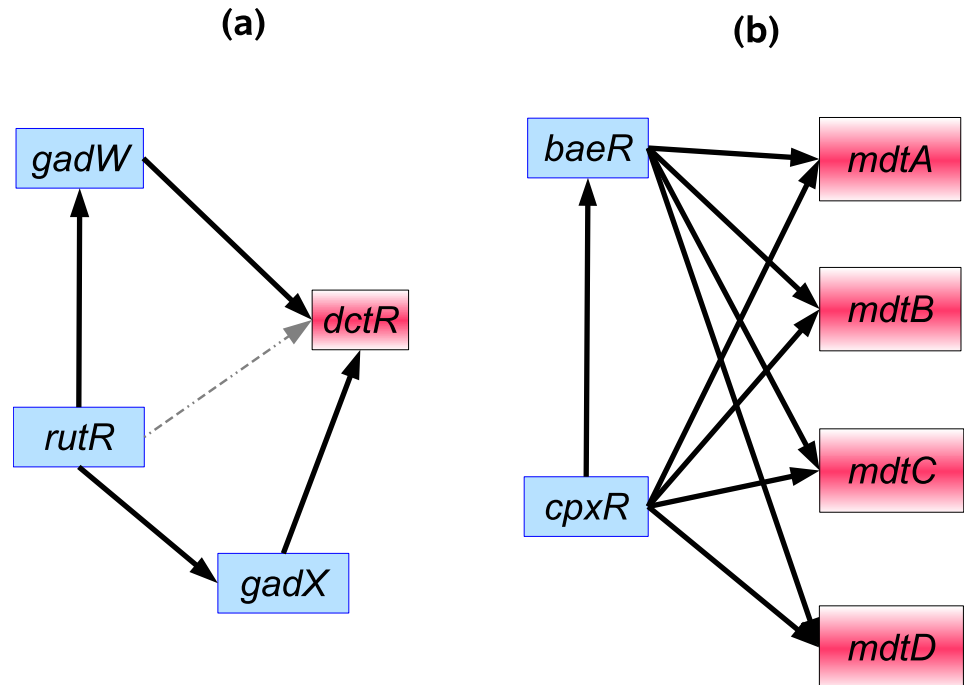 (a)
gadW
dctR
rutR
gadX
(b)
baeR
mdtA
mdtB
mdtC
cpxR
mdtD